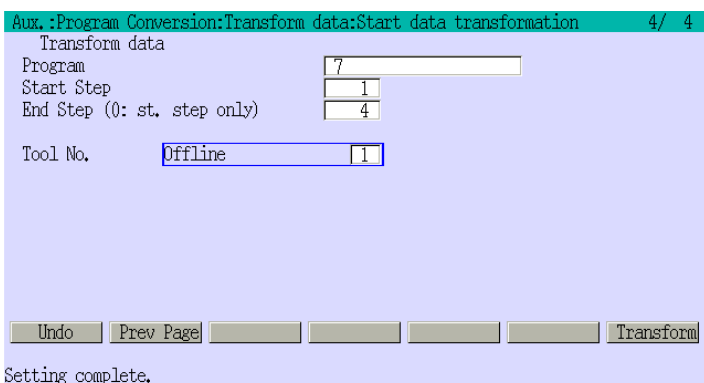 Aux.:Program Conversion:Transform data:Start data transformation 4/ 4
Transform data
Program 7
Start Step 1
End Step (0: st. step only) 4
Tool No. Offline 1
Undo Prev Page Transform
Setting complete.